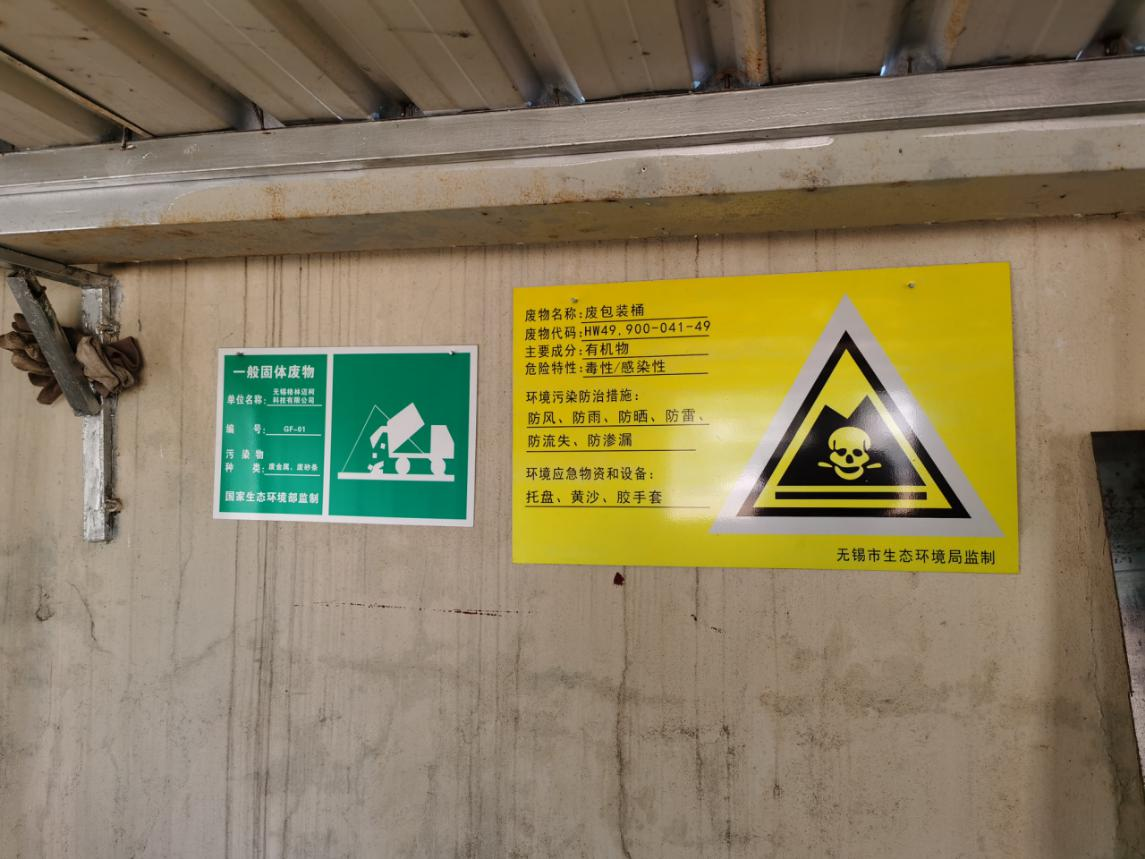 一般固体废物
单位名称：无锡格林迈柯
科技有限公司
编 号：GF-01
污 染 物
种 类：废金属、废砂条
国家生态环境部监制
废物名称：废包装桶
废物代码：HW49，900-041-49
主要成分：有机物
危险特性：毒性/感染性
环境污染防治措施：
防风、防雨、防晒、防雷、
防流失、防渗漏
环境应急物资和设备：
托盘、黄沙、胶手套
无锡市生态环境局监制